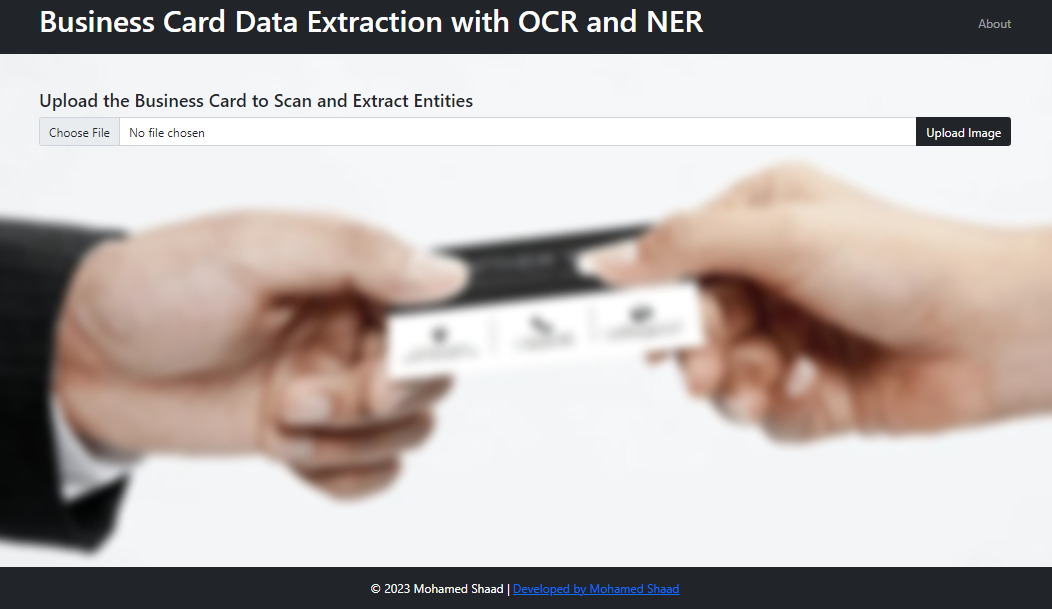 Business Card Data Extraction with OCR and NER
About
Upload the Business Card to Scan and Extract Entities
Choose File No file chosen Upload Image
© 2023 Mohamed Shaad | Developed by Mohamed Shaad